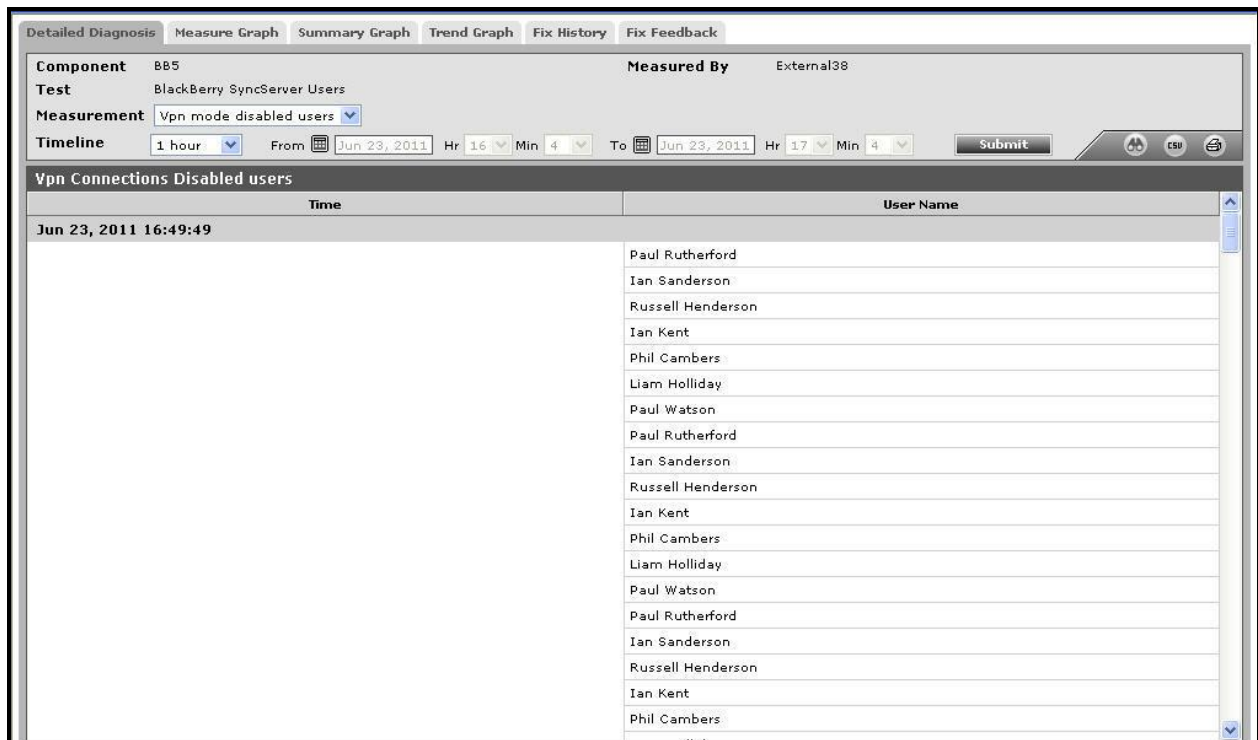 Detailed Diagnosis Measure Graph Summary Graph Trend Graph Fix History Fix Feedback
Component BB5 Measured By External38
Test BlackBerry SyncServer Users
Measurement Vpn mode disabled users
Timeline 1 hour From Jun 23, 2011 Hr 16 Min 4 To Jun 23, 2011 Hr 17 Min 4 Submit CSV
Vpn Connections Disabled users
Time User Name
Jun 23, 2011 16:49:49
Paul Rutherford
Ian Sanderson
Russell Henderson
Ian Kent
Phil Cambers
Liam Holliday
Paul Watson
Paul Rutherford
Ian Sanderson
Russell Henderson
Ian Kent
Phil Cambers
Liam Holliday
Paul Watson
Paul Rutherford
Ian Sanderson
Russell Henderson
Ian Kent
Phil Cambers